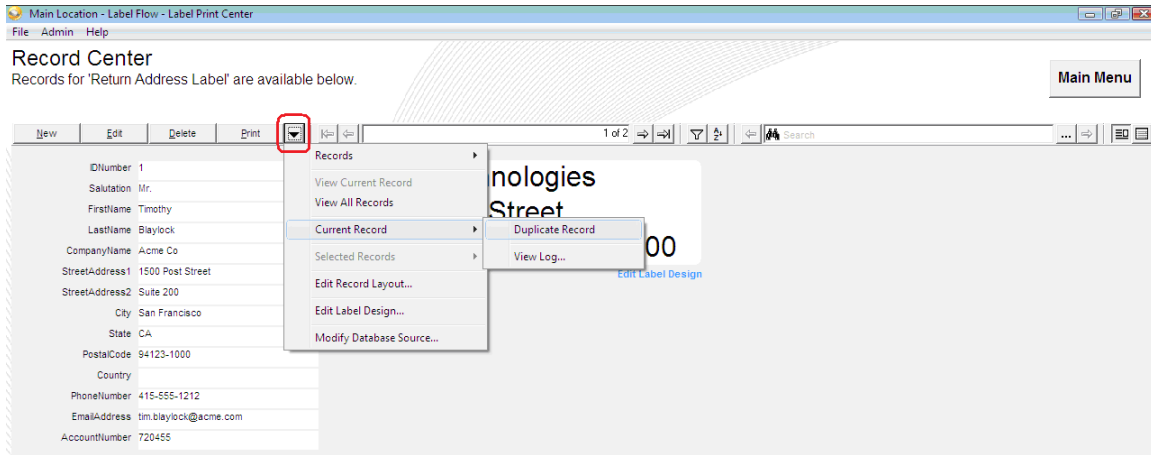 Main Location - Label Flow - Label Print Center
File Admin Help
Record Center
Records for 'Return Address Label' are available below.
Main Menu
New Edit Delete Print 1 of 2 Search ...
IDNumber 1
Salutation Mr.
FirstName Timothy
LastName Blaylock
CompanyName Acme Co
StreetAddress1 1500 Post Street
StreetAddress2 Suite 200
City San Francisco
State CA
PostalCode 94123-1000
Country
PhoneNumber 415-555-1212
EmailAddress tim.blaylock@acme.com
AccountNumber 720455
Records
View Current Record
View All Records
Current Record
Selected Records
Edit Record Layout...
Edit Label Design...
Modify Database Source...
Duplicate Record
View Log...
nologies
Street
00
Edit Label Design